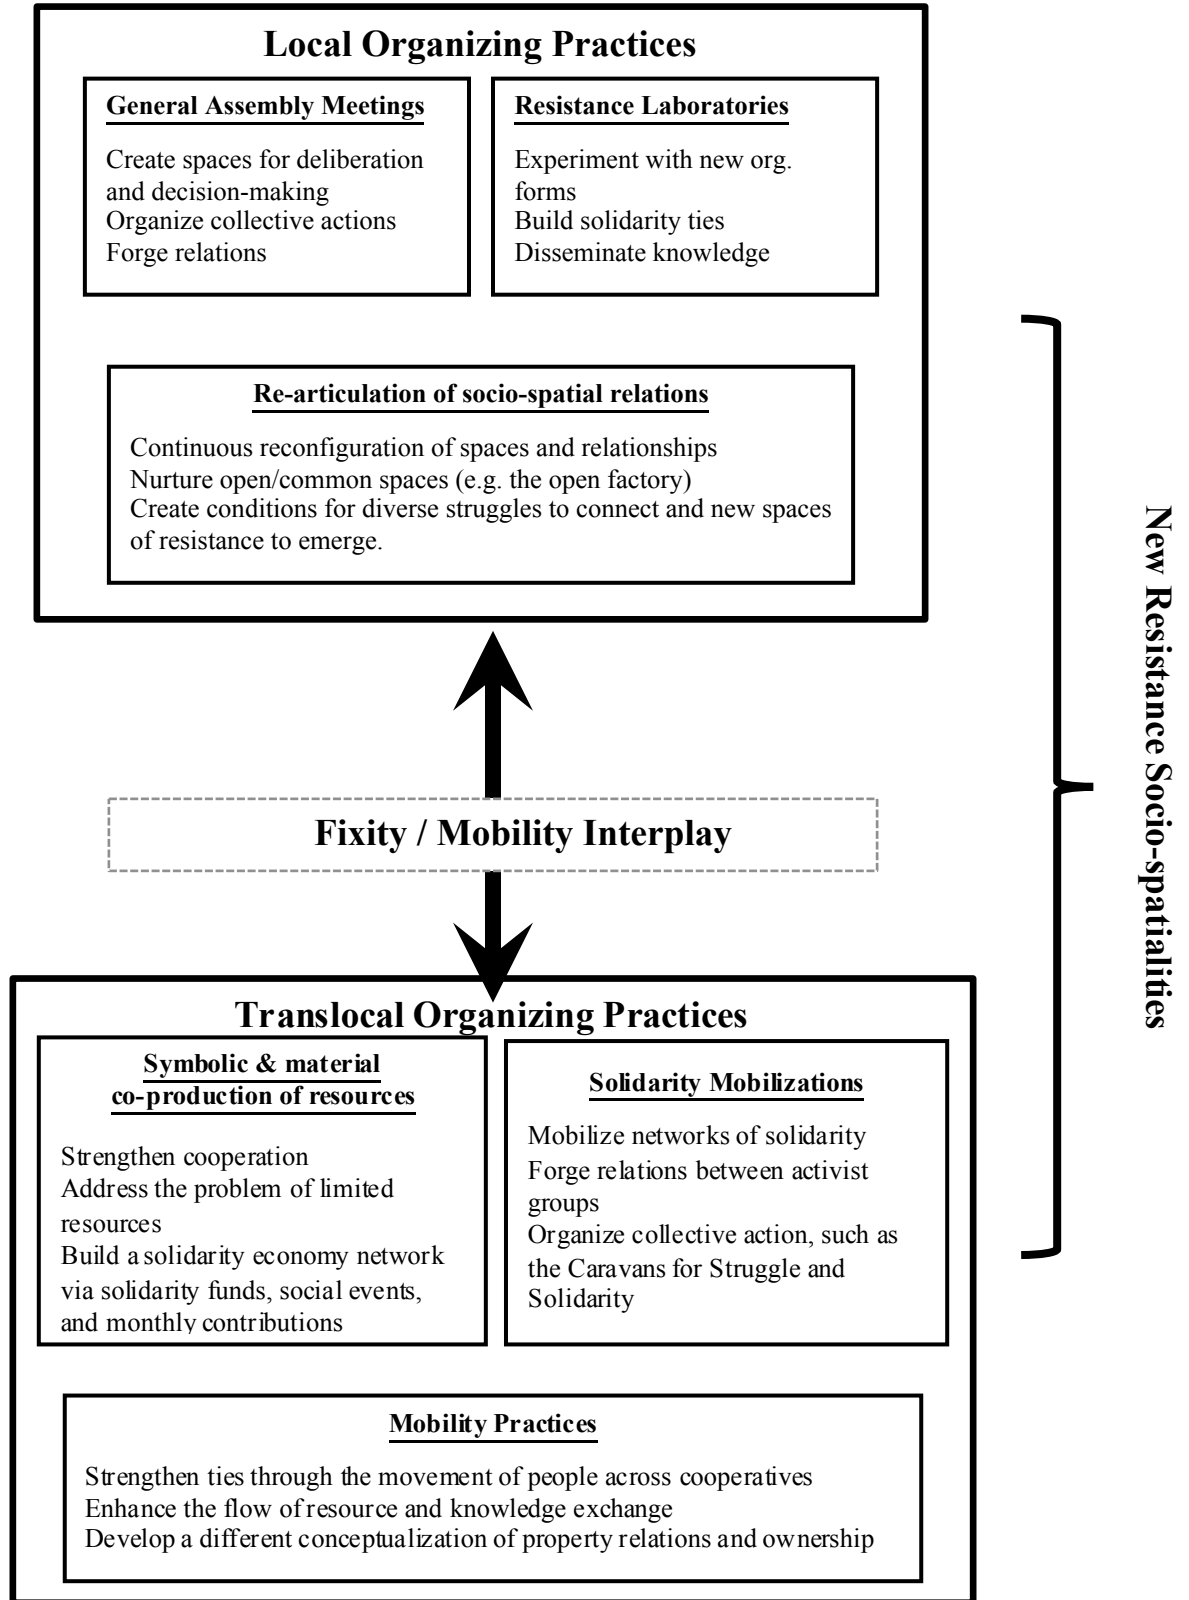 Local Organizing Practices
General Assembly Meetings
Create spaces for deliberation
and decision-making
Organize collective actions
Forge relations
Resistance Laboratories
Experiment with new org.
forms
Build solidarity ties
Disseminate knowledge
Re-articulation of socio-spatial relations
Continuous reconfiguration of spaces and relationships
Nurture open/common spaces (e.g. the open factory)
Create conditions for diverse struggles to connect and new spaces
of resistance to emerge.
Fixity / Mobility Interplay
Translocal Organizing Practices
Symbolic & material
co-production of resources
Strengthen cooperation
Address the problem of limited
resources
Build a solidarity economy network
via solidarity funds, social events,
and monthly contributions
Solidarity Mobilizations
Mobilize networks of solidarity
Forge relations between activist
groups
Organize collective action, such as
the Caravans for Struggle and
Solidarity
Mobility Practices
Strengthen ties through the movement of people across cooperatives
Enhance the flow of resource and knowledge exchange
Develop a different conceptualization of property relations and ownership
New Resistance Socio-spatialities